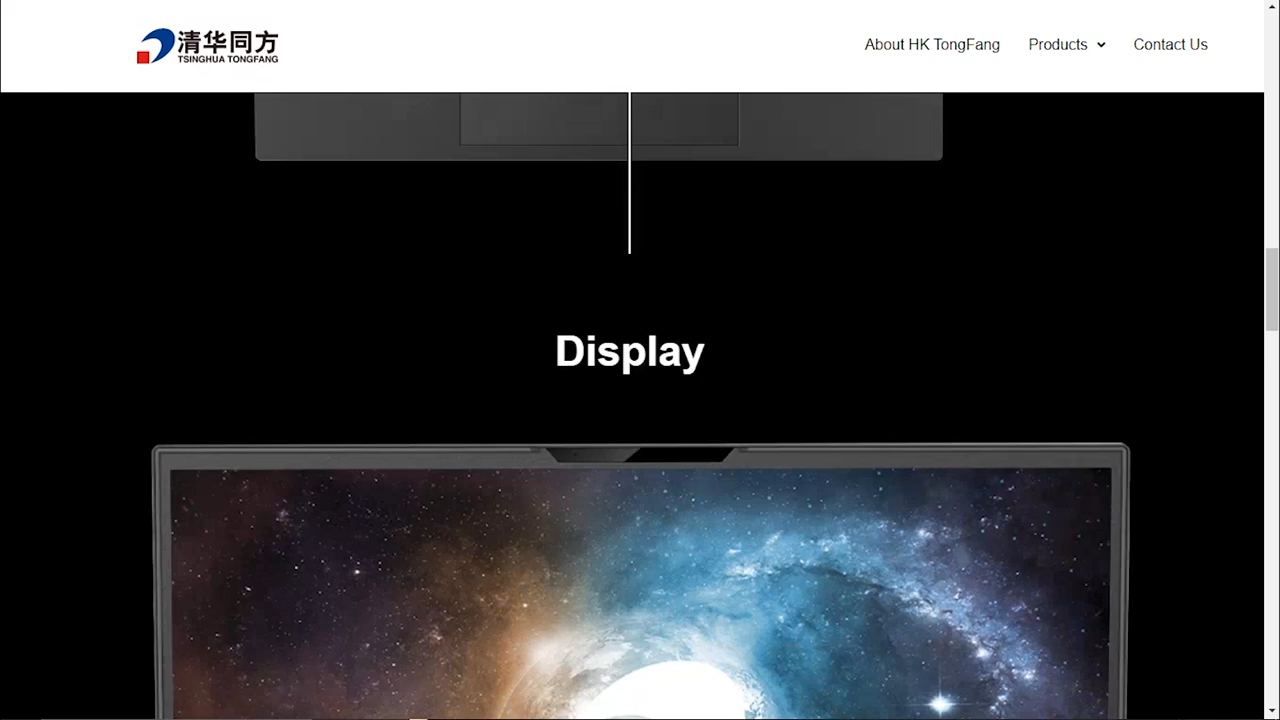 清华同方
TSINGHUA TONGFANG
About HK TongFang
Products
Contact Us
Display